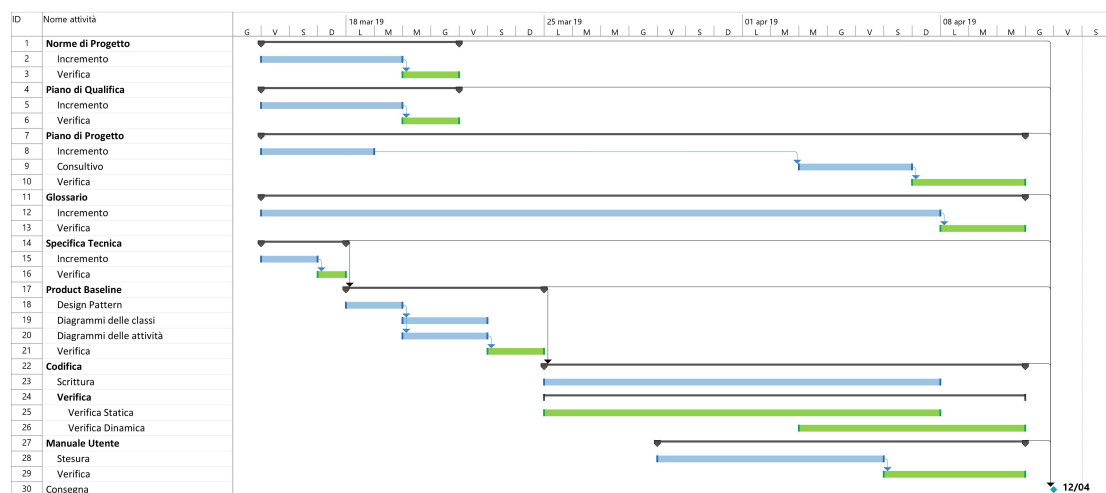 ID Nome attività 18 mar 19 25 mar 19 01 apr 19 08 apr 19
G V S D L M M G V S D L M M G V S D L M M G V S D L M M G V S
1 Norme di Progetto
2 Incremento
3 Verifica
4 Piano di Qualifica
5 Incremento
6 Verifica
7 Piano di Progetto
8 Incremento
9 Consultivo
10 Verifica
11 Glossario
12 Incremento
13 Verifica
14 Specifica Tecnica
15 Incremento
16 Verifica
17 Product Baseline
18 Design Pattern
19 Diagrammi delle classi
20 Diagrammi delle attività
21 Verifica
22 Codifica
23 Scrittura
24 Verifica
25 Verifica Statica
26 Verifica Dinamica
27 Manuale Utente
28 Stesura
29 Verifica
30 Consegna 12/04